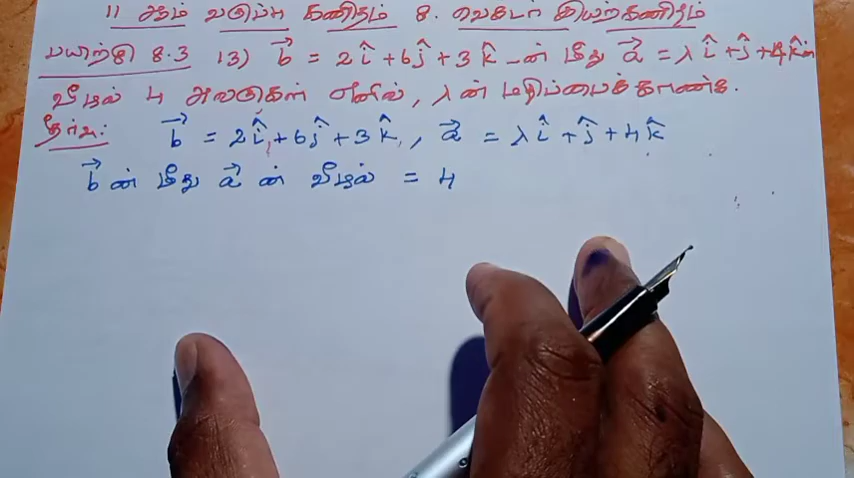 11 ஆம் வகுப்பு கணிதம் 8. வெக்டர் இயற்கணிதம்
பயிற்சி 8.3 13) b⃗ = 2î + 6ĵ + 3k̂ -ன் மீது a⃗ = λî + ĵ + 4k̂ ன்
வீழல் 4 அலகுகள் எனில், λ ன் மதிப்பைக் காண்க.
தீர்வு: b⃗ = 2î + 6ĵ + 3k̂, a⃗ = λî + ĵ + 4k̂
b⃗ ன் மீது a⃗ ன் வீழல் = 4